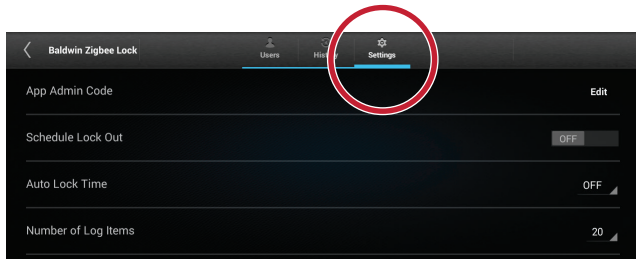 Baldwin Zigbee Lock
Users History Settings
App Admin Code Edit
Schedule Lock Out OFF
Auto Lock Time OFF
Number of Log Items 20